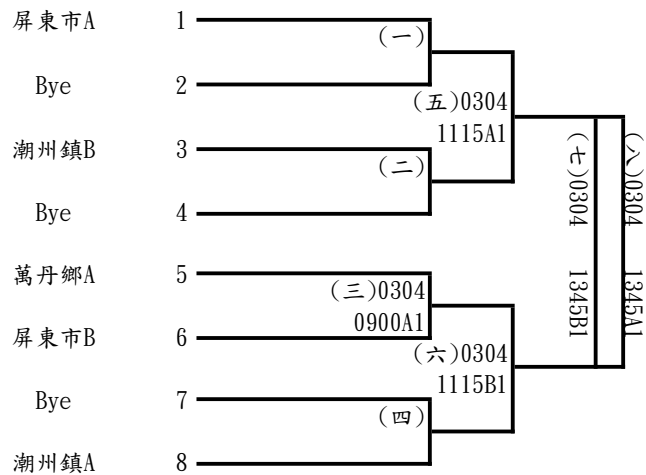 屏東市A 1
(一)
Bye 2
(五)0304
1115A1
潮州鎮B 3
(二)
Bye 4
(七)0304 1345B1
(八)0304 1345A1
萬丹鄉A 5
(三)0304
0900A1
屏東市B 6
(六)0304
1115B1
Bye 7
(四)
潮州鎮A 8